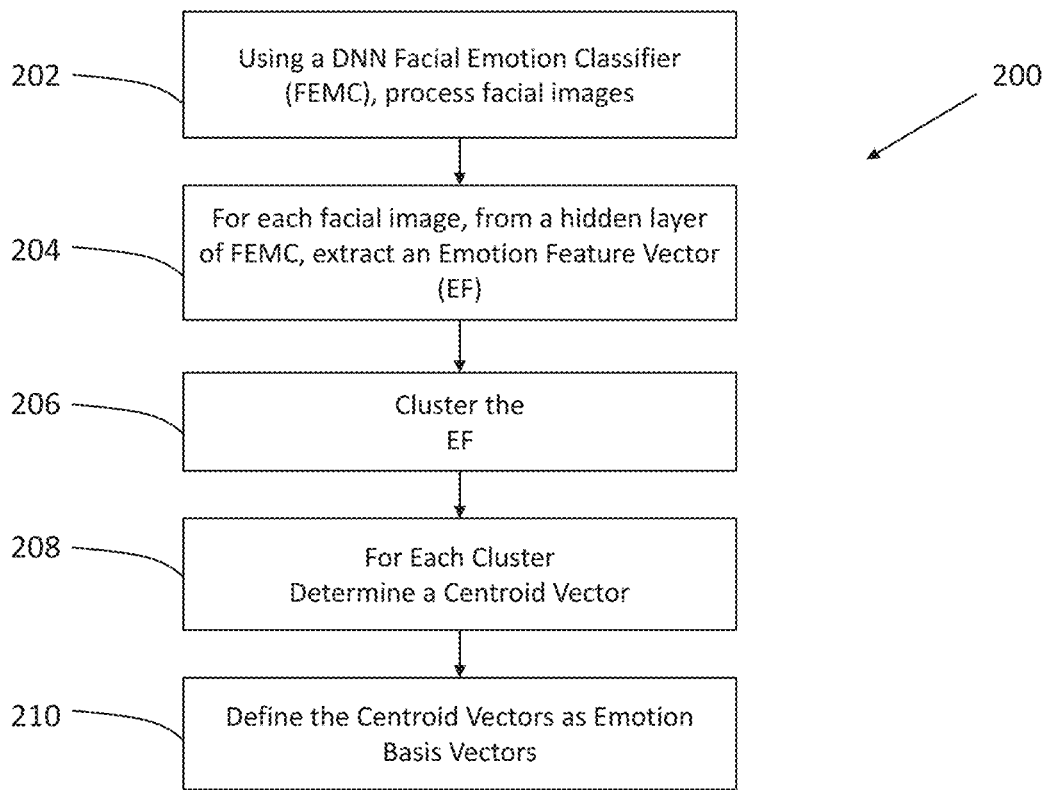 202
Using a DNN Facial Emotion Classifier
(FEMC), process facial images
200
204
For each facial image, from a hidden layer
of FEMC, extract an Emotion Feature Vector
(EF)
206
Cluster the
EF
208
For Each Cluster
Determine a Centroid Vector
210
Define the Centroid Vectors as Emotion
Basis Vectors